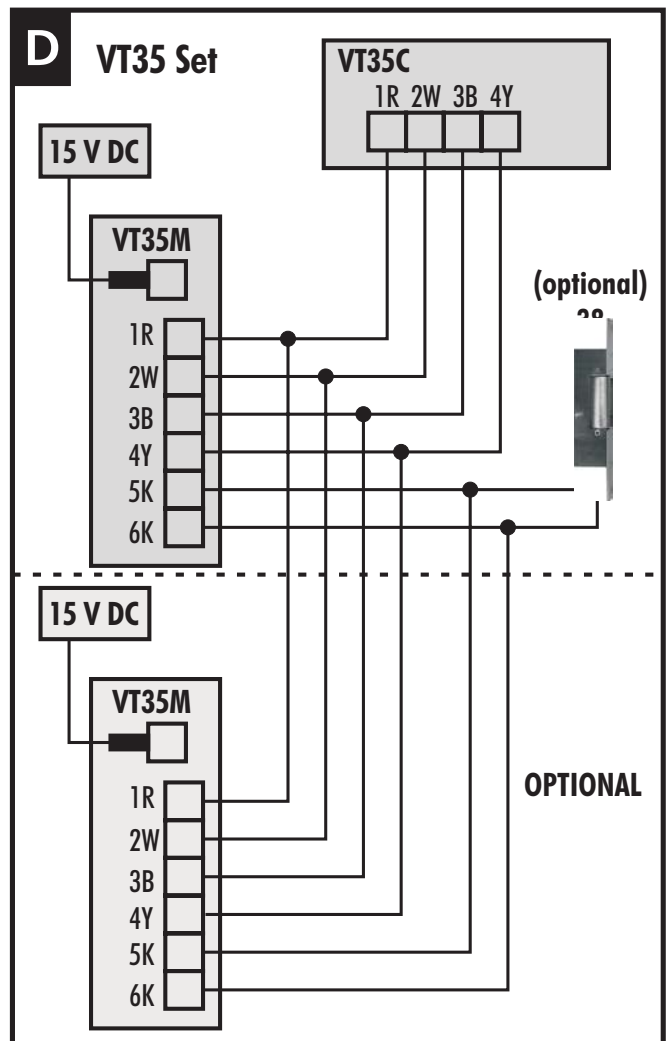 D
VT35 Set
VT35C
1R 2W 3B 4Y
15 V DC
VT35M
(optional)
1R
2W
3B
4Y
5K
6K
15 V DC
VT35M
1R
2W
3B
4Y
5K
6K
OPTIONAL